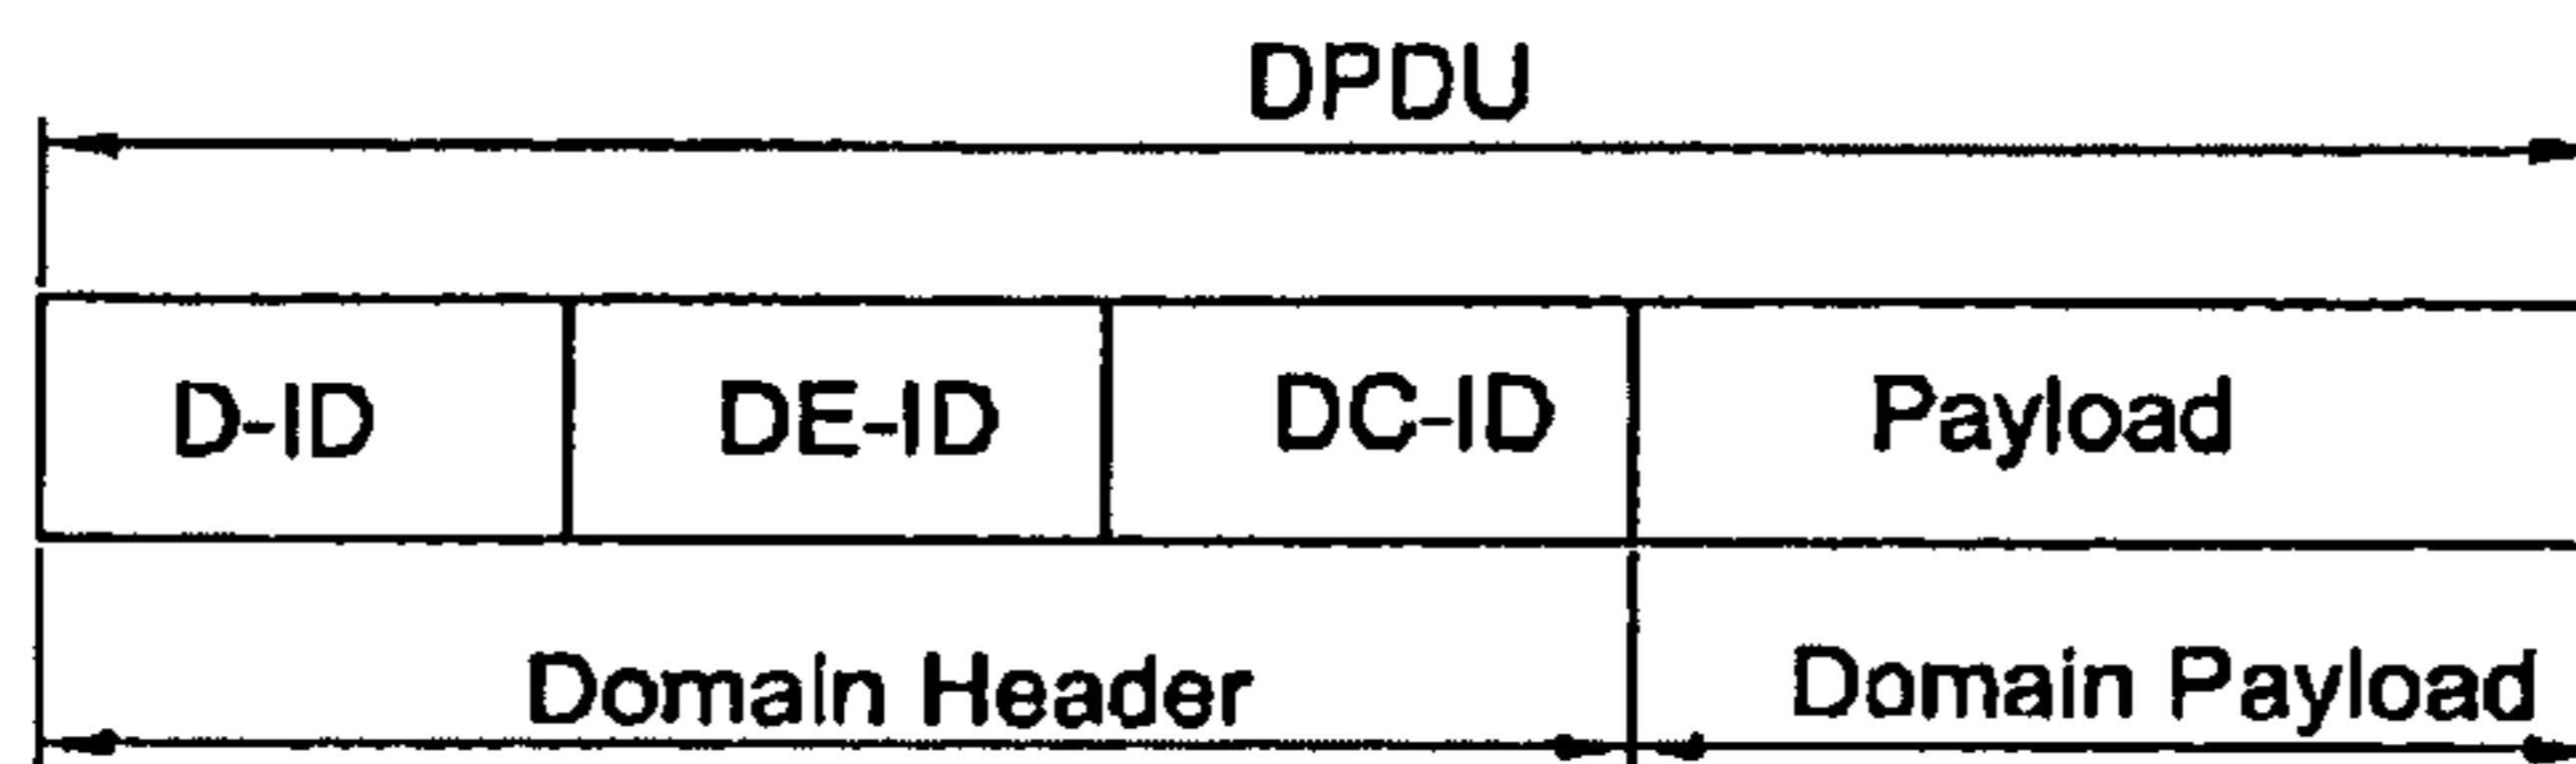 DPDU
D-ID DE-ID DC-ID Payload
Domain Header Domain Payload